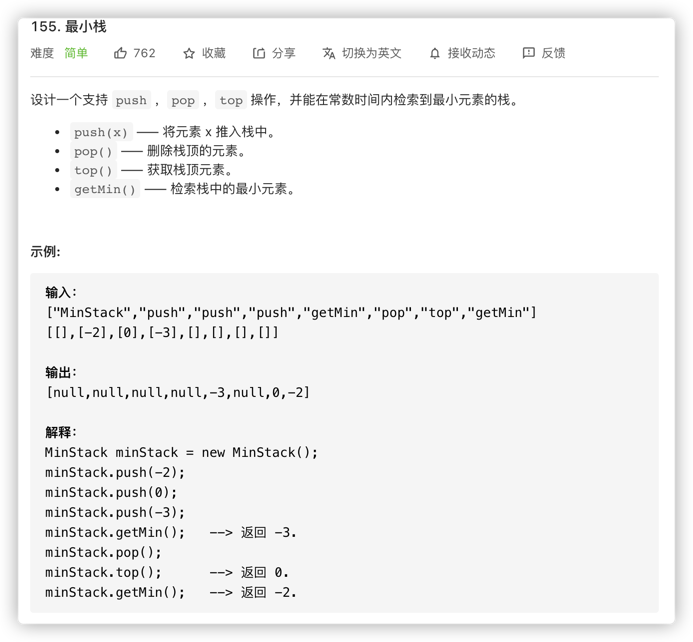 155. 最小栈
难度 简单 762 收藏 分享 切换为英文 接收动态 反馈
设计一个支持 push ，pop ，top 操作，并能在常数时间内检索到最小元素的栈。
• push(x) —— 将元素 x 推入栈中。
• pop() —— 删除栈顶的元素。
• top() —— 获取栈顶元素。
• getMin() —— 检索栈中的最小元素。
示例:
输入：
["MinStack","push","push","push","getMin","pop","top","getMin"]
[[],[-2],[0],[-3],[],[],[],[]]
输出：
[null,null,null,null,-3,null,0,-2]
解释：
MinStack minStack = new MinStack();
minStack.push(-2);
minStack.push(0);
minStack.push(-3);
minStack.getMin();   --> 返回 -3.
minStack.pop();
minStack.top();      --> 返回 0.
minStack.getMin();   --> 返回 -2.